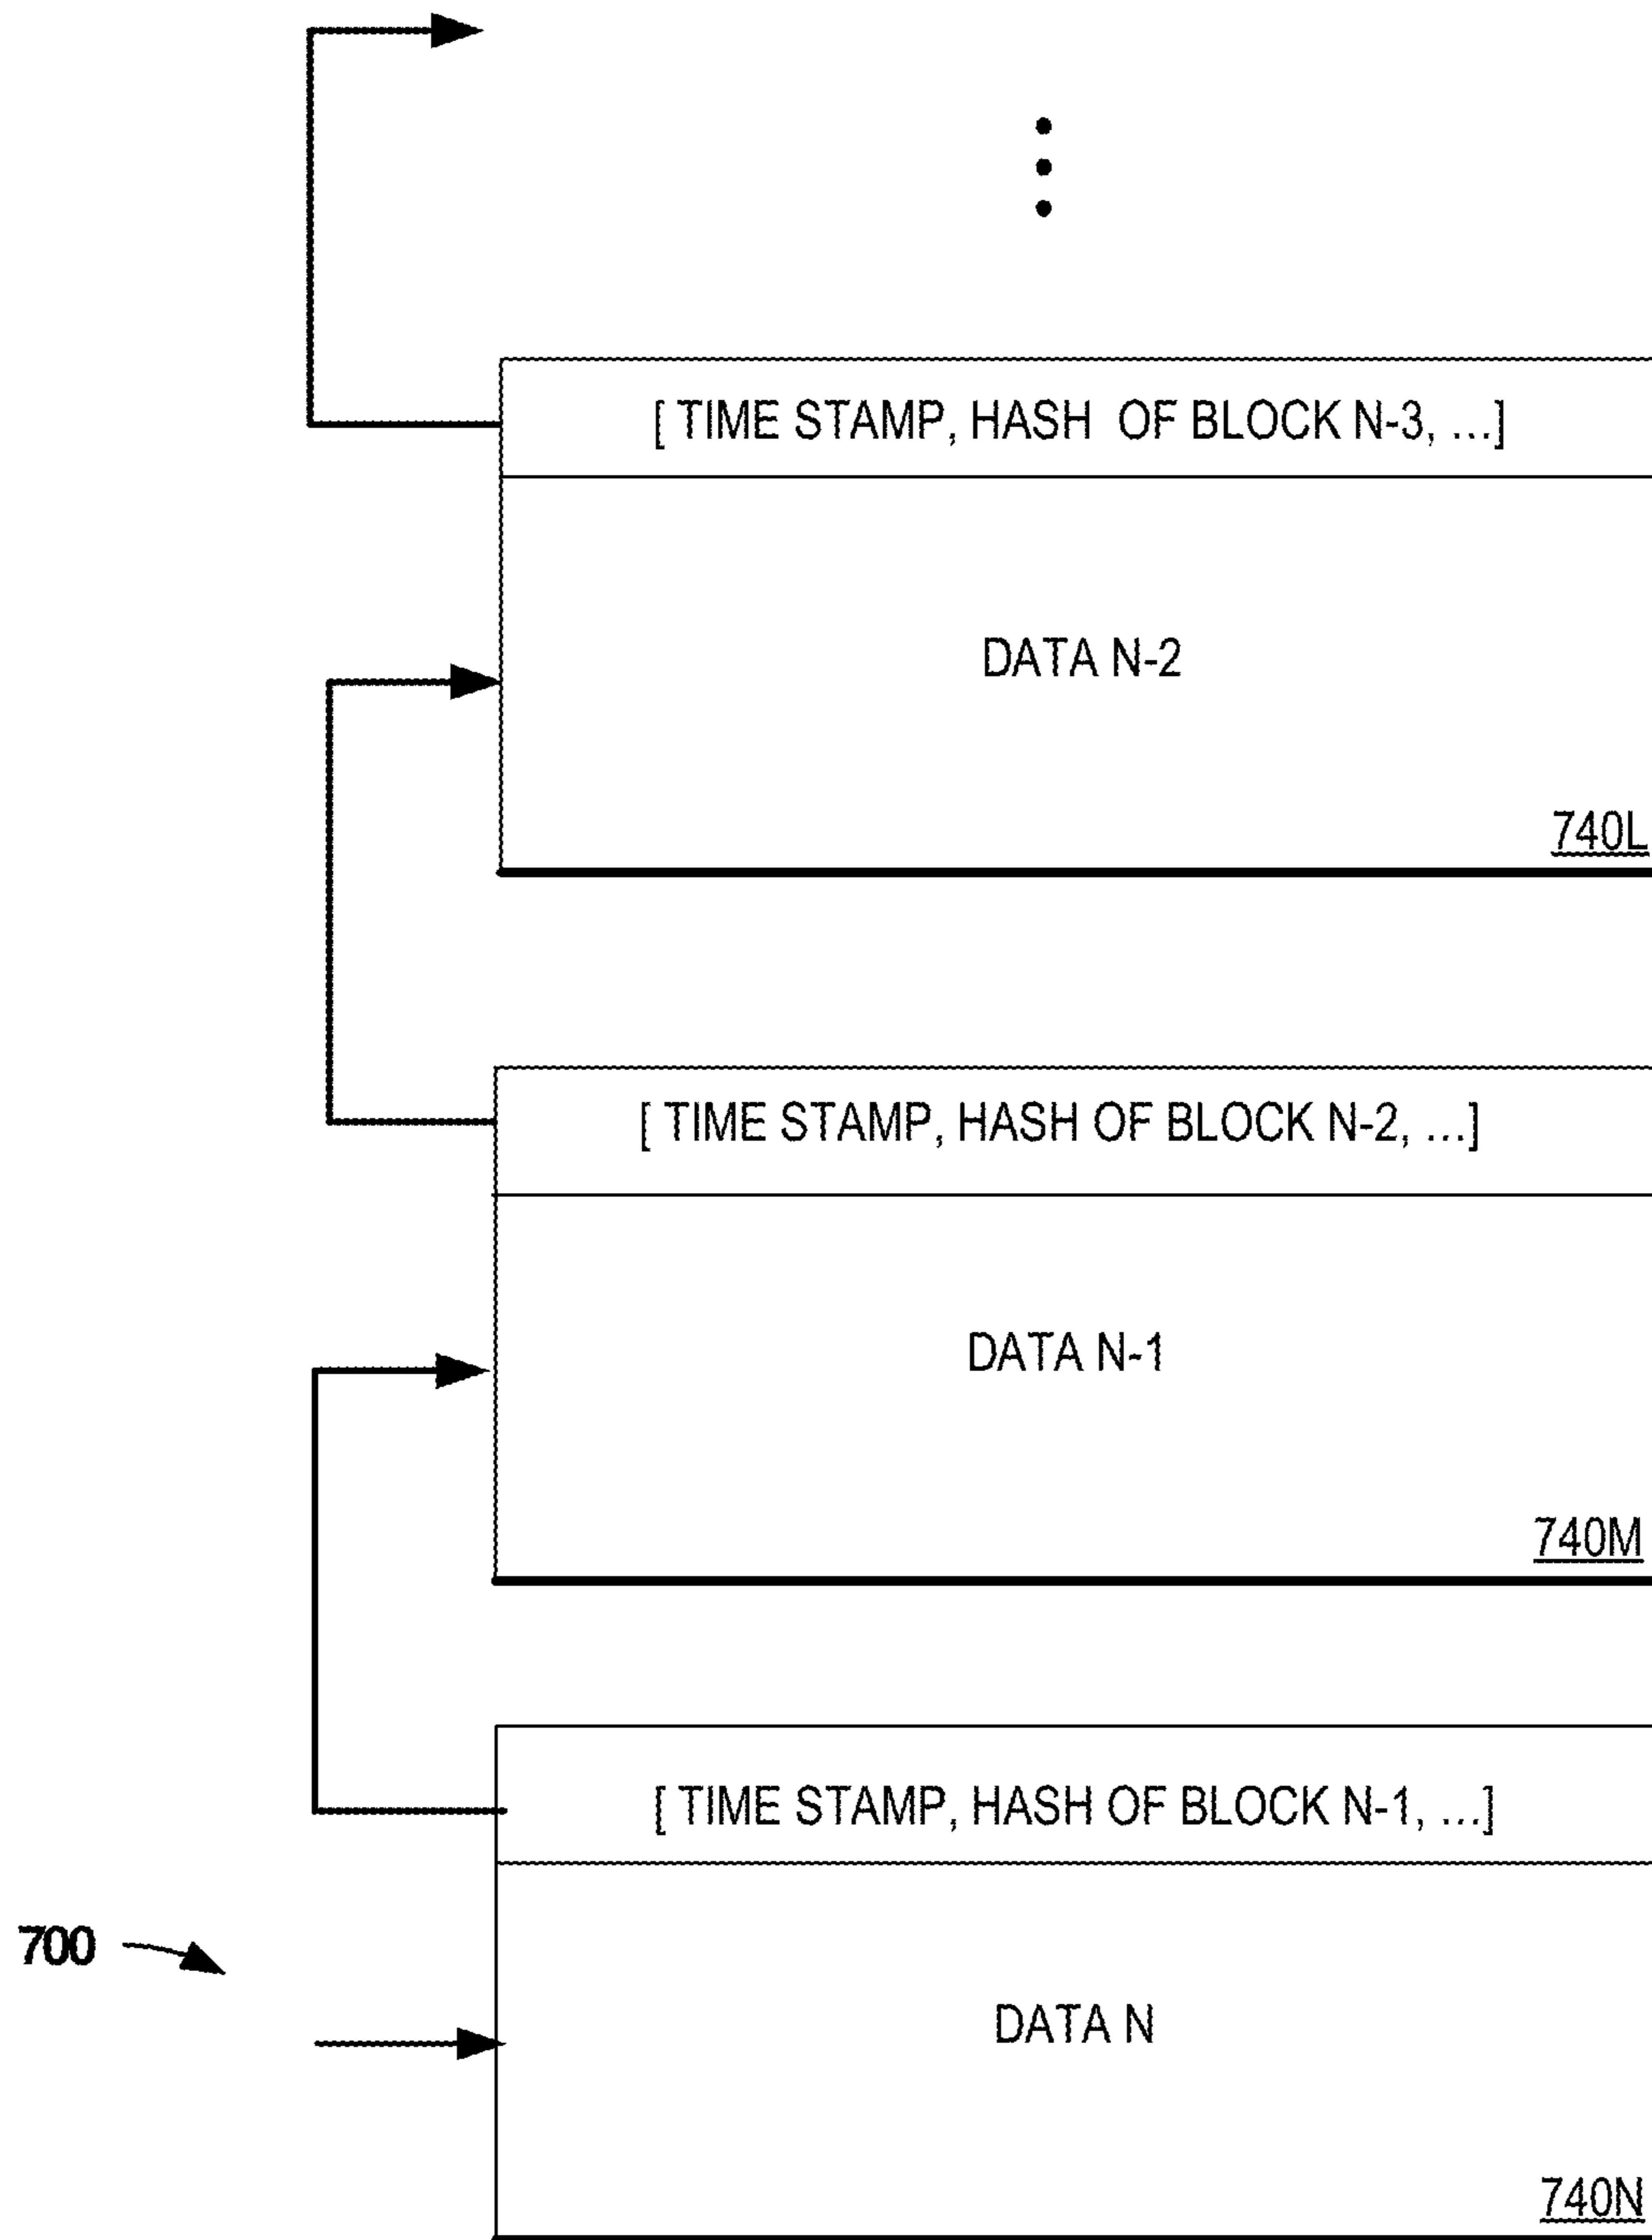 [ TIME STAMP, HASH OF BLOCK N-3, ...]
DATA N-2
740L
[ TIME STAMP, HASH OF BLOCK N-2, ...]
DATA N-1
740M
[ TIME STAMP, HASH OF BLOCK N-1, ...]
700
DATA N
740N